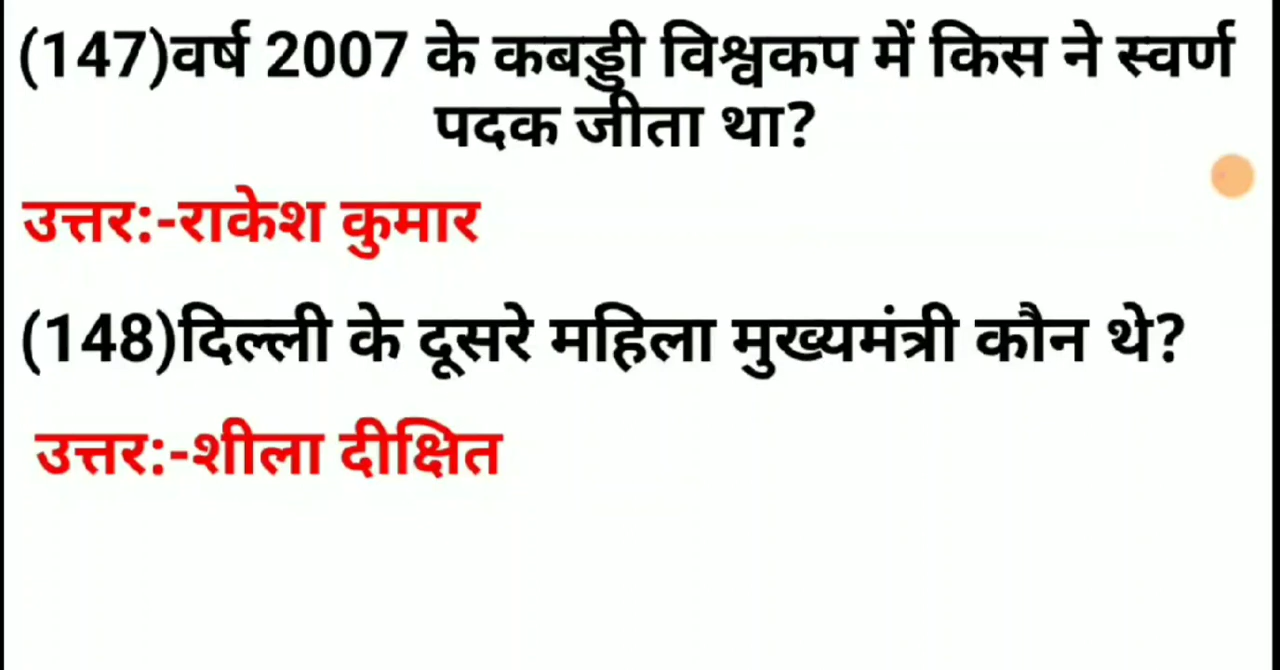 (147)वर्ष 2007 के कबड्डी विश्वकप में किस ने स्वर्ण
पदक जीता था?
उत्तर:-राकेश कुमार
(148)दिल्ली के दूसरे महिला मुख्यमंत्री कौन थे?
उत्तर:-शीला दीक्षित